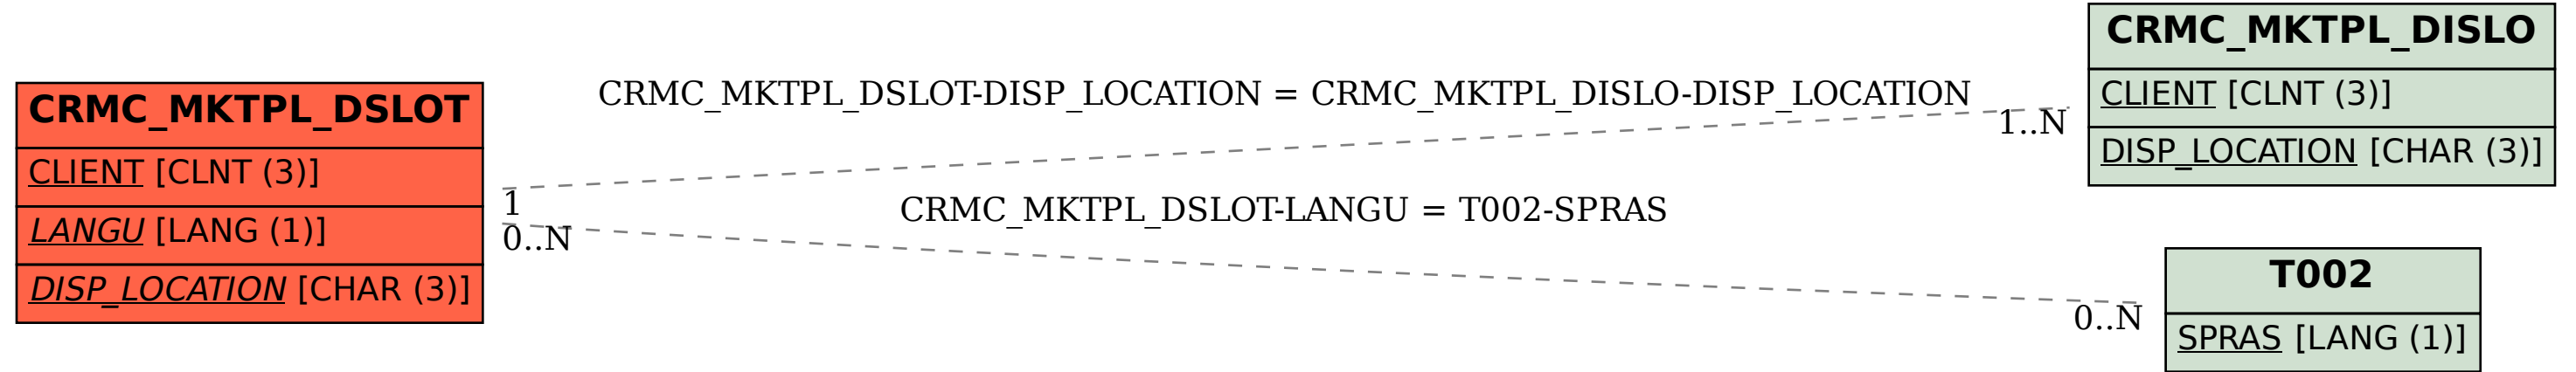 CRMC_MKTPL_DSLOT
CLIENT [CLNT (3)]
LANGU [LANG (1)]
DISP_LOCATION [CHAR (3)]
CRMC_MKTPL_DSLOT-DISP_LOCATION = CRMC_MKTPL_DISLO-DISP_LOCATION
1
1..N
CRMC_MKTPL_DSLOT-LANGU = T002-SPRAS
0..N
0..N
CRMC_MKTPL_DISLO
CLIENT [CLNT (3)]
DISP_LOCATION [CHAR (3)]
T002
SPRAS [LANG (1)]